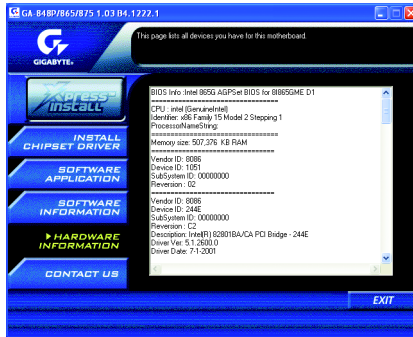 GA-848P/865/875 1.03 B4.1222.1
GIGABYTE™
This page lists all devices you have for this motherboard.
Xpress-
Install
INSTALL
CHIPSET DRIVER
SOFTWARE
APPLICATION
SOFTWARE
INFORMATION
HARDWARE
INFORMATION
CONTACT US
BIOS Info :Intel 865G AGPSet BIOS for 8I865GME D1
================================
CPU : intel (GenuineIntel)
Identifier: x86 Family 15 Model 2 Stepping 1
ProcessorNameString:
================================
Memory size: 507,376 KB RAM
================================
Vendor ID: 8086
Device ID: 1051
SubSystem ID: 00000000
Reversion : 02
================================
Vendor ID: 8086
Device ID: 244E
SubSystem ID: 00000000
Reversion : C2
Description: Intel(R) 82801BA/CA PCI Bridge - 244E
Driver Ver: 5.1.2600.0
Driver Date: 7-1-2001
EXIT